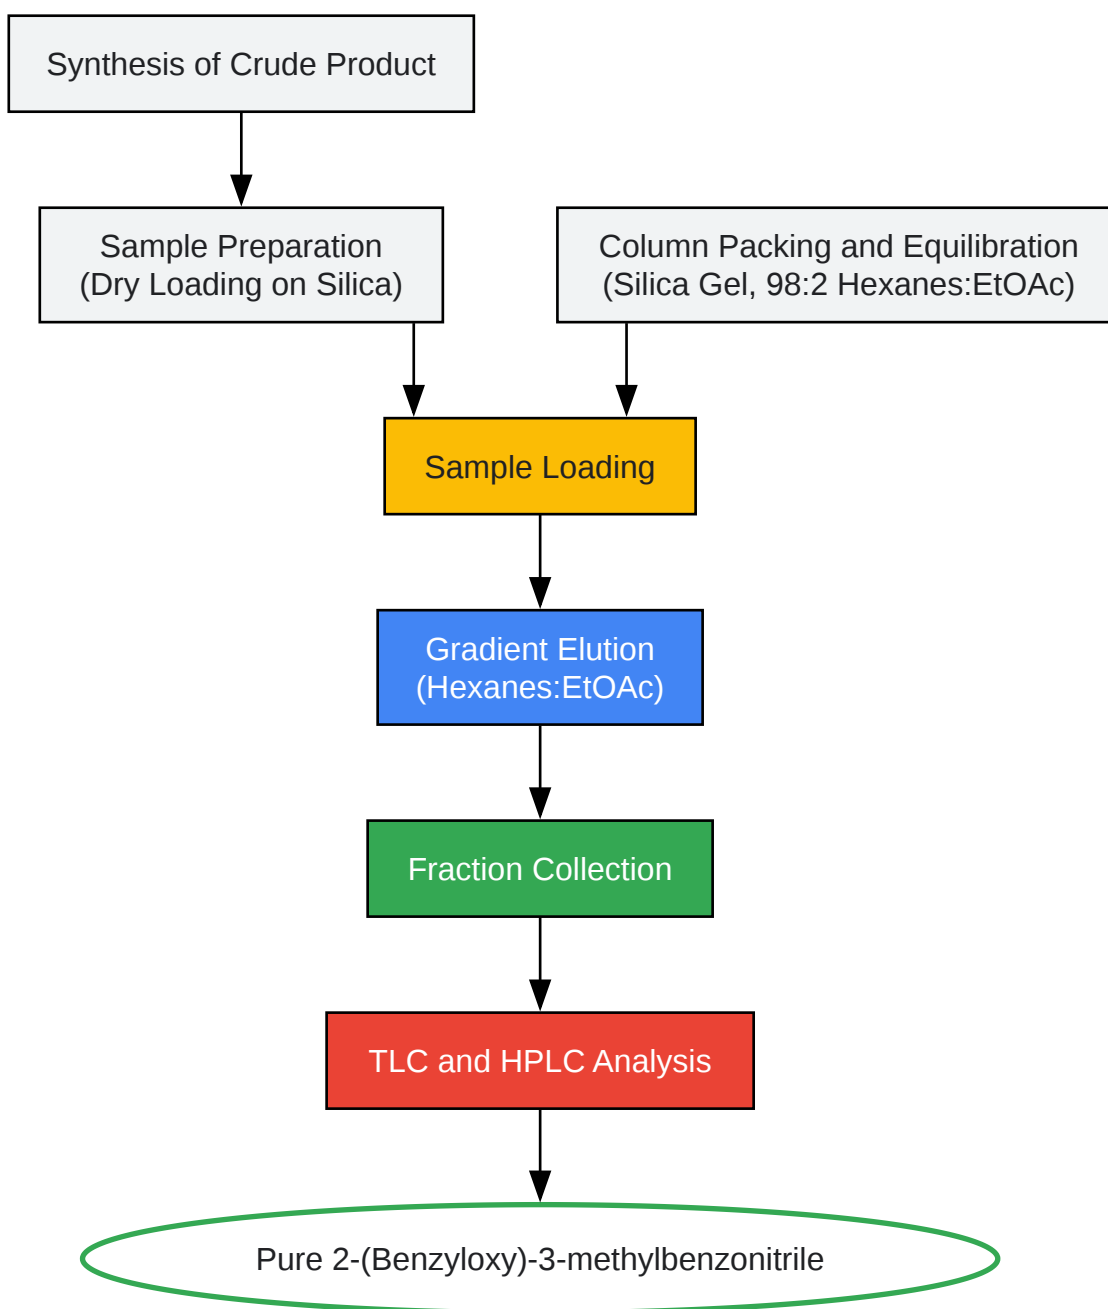 Synthesis of Crude Product
Sample Preparation
(Dry Loading on Silica)
Column Packing and Equilibration
(Silica Gel, 98:2 Hexanes:EtOAc)
Sample Loading
Gradient Elution
(Hexanes:EtOAc)
Fraction Collection
TLC and HPLC Analysis
Pure 2-(Benzyloxy)-3-methylbenzonitrile